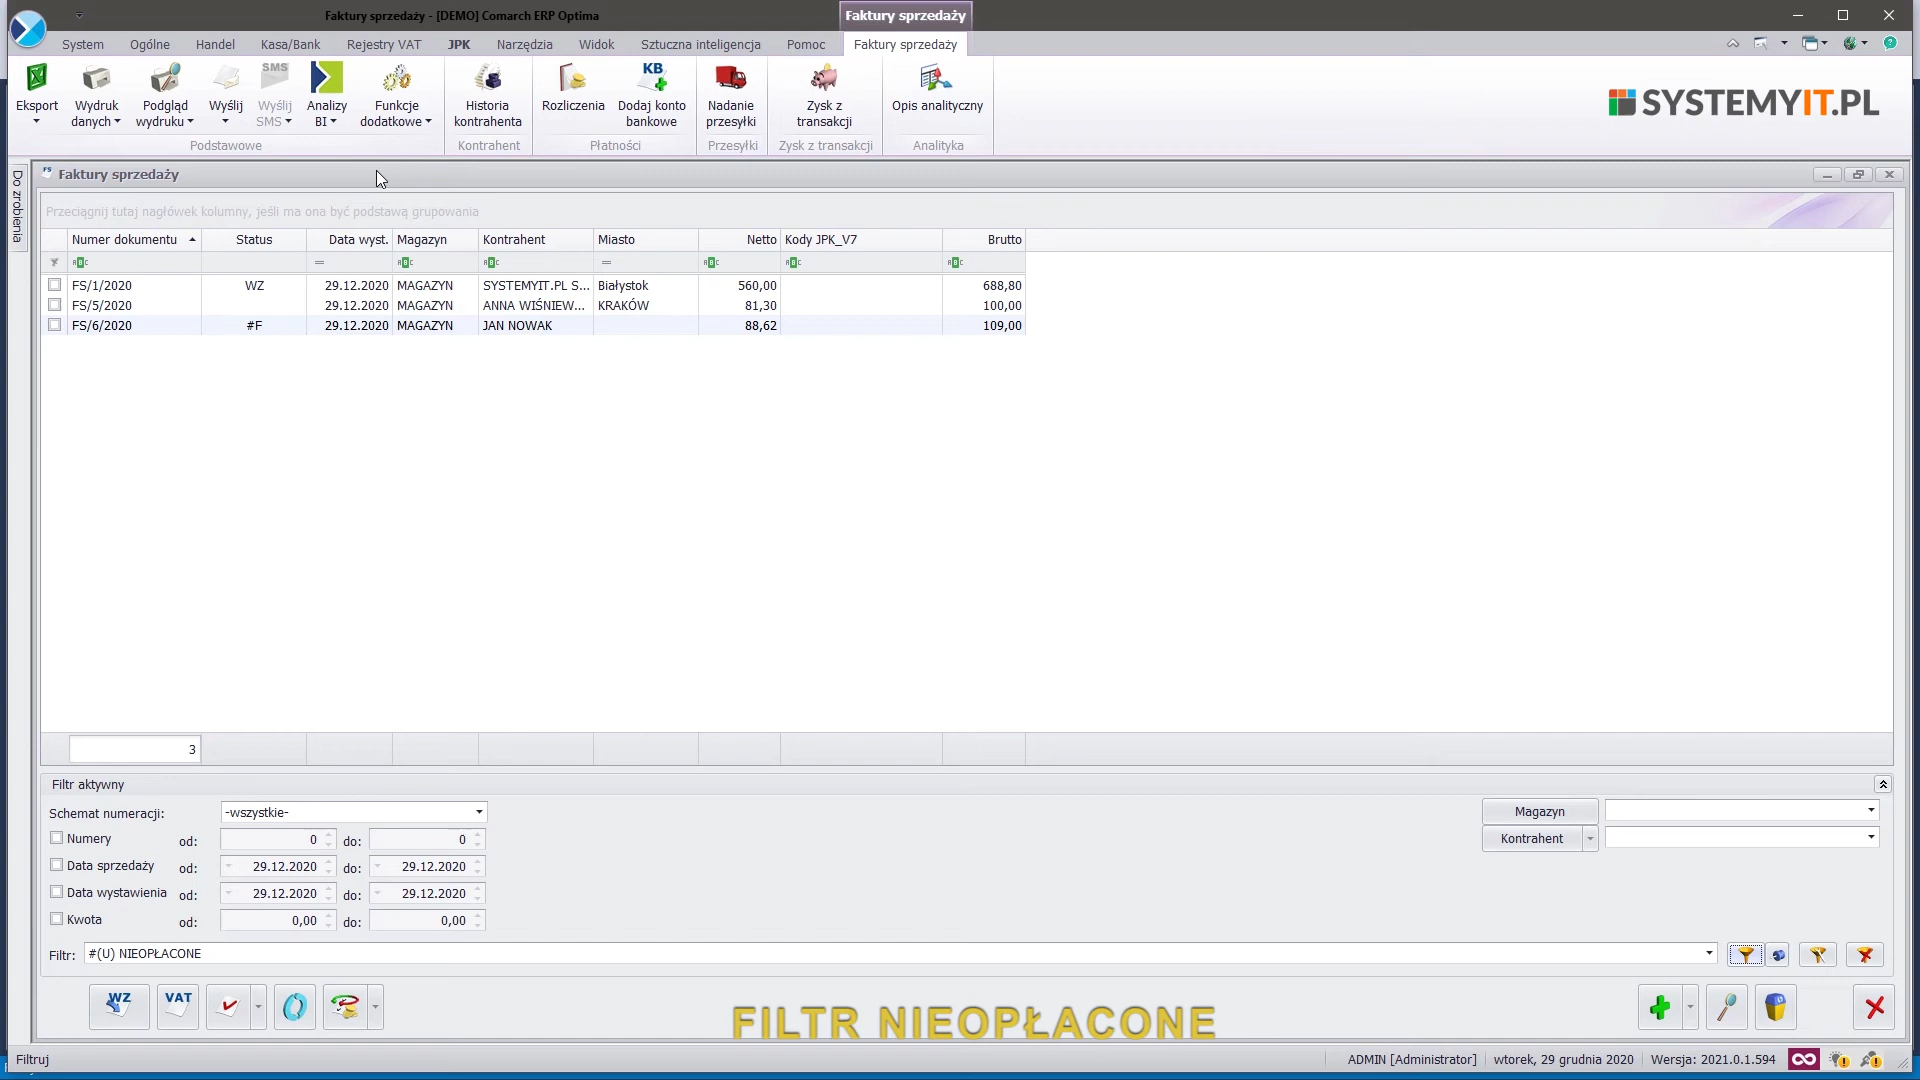 Faktury sprzedaży - [DEMO] Comarch ERP Optima
Faktury sprzedaży
System Ogólne Handel Kasa/Bank Rejestry VAT JPK Narzędzia Widok Sztuczna inteligencja Pomoc Faktury sprzedaży
Eksport
Wydruk danych
Podgląd wydruku
Wyślij
SMS
Wyślij SMS
Analizy BI
Funkcje dodatkowe
Historia kontrahenta
Rozliczenia
KB
Dodaj konto bankowe
Nadanie przesyłki
Zysk z transakcji
Opis analityczny
SYSTEMYIT.PL
Podstawowe Kontrahent Płatności Przesyłki Zysk z transakcji Analityka
Do zrobienia
FS Faktury sprzedaży
Przeciągnij tutaj nagłówek kolumny, jeśli ma ona być podstawą grupowania
Numer dokumentu Status Data wyst. Magazyn Kontrahent Miasto Netto Kody JPK_V7 Brutto
FS/1/2020 WZ 29.12.2020 MAGAZYN SYSTEMYIT.PL S... Białystok 560,00 688,80
FS/5/2020 29.12.2020 MAGAZYN ANNA WIŚNIEW... KRAKÓW 81,30 100,00
FS/6/2020 #F 29.12.2020 MAGAZYN JAN NOWAK 88,62 109,00
3
Filtr aktywny
Schemat numeracji: -wszystkie- Magazyn
Numery od: 0 do: 0 Kontrahent
Data sprzedaży od: 29.12.2020 do: 29.12.2020
Data wystawienia od: 29.12.2020 do: 29.12.2020
Kwota od: 0,00 do: 0,00
Filtr: #(U) NIEOPŁACONE
WZ VAT
FILTR NIEOPŁACONE
Filtruj ADMIN [Administrator] wtorek, 29 grudnia 2020 Wersja: 2021.0.1.594